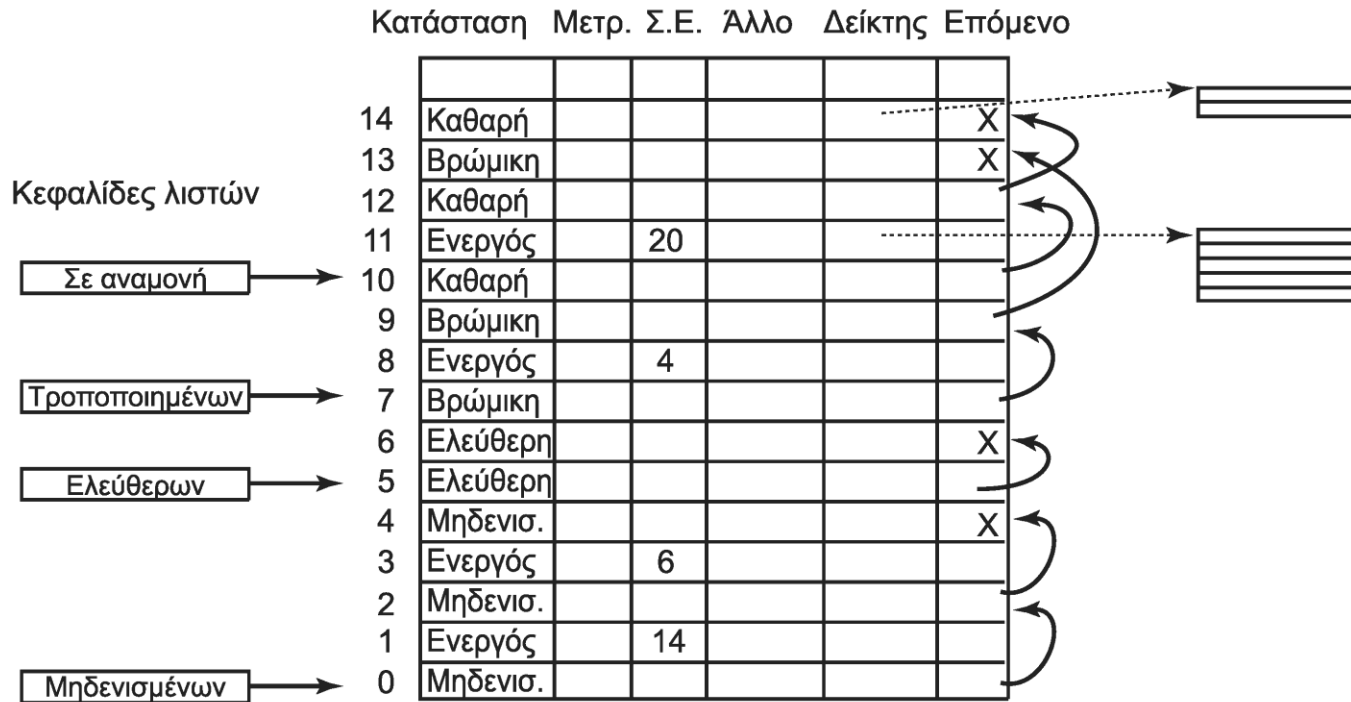 Κατάσταση Μετρ. Σ.Ε. Άλλο Δείκτης Επόμενο
14 Καθαρή X
13 Βρώμικη X
Κεφαλίδες λιστών
12 Καθαρή
11 Ενεργός 20
Σε αναμονή 10 Καθαρή
9 Βρώμικη
8 Ενεργός 4
Τροποποιημένων 7 Βρώμικη
6 Ελεύθερη X
Ελεύθερων 5 Ελεύθερη
4 Μηδενισ. X
3 Ενεργός 6
2 Μηδενισ.
1 Ενεργός 14
Μηδενισμένων 0 Μηδενισ.